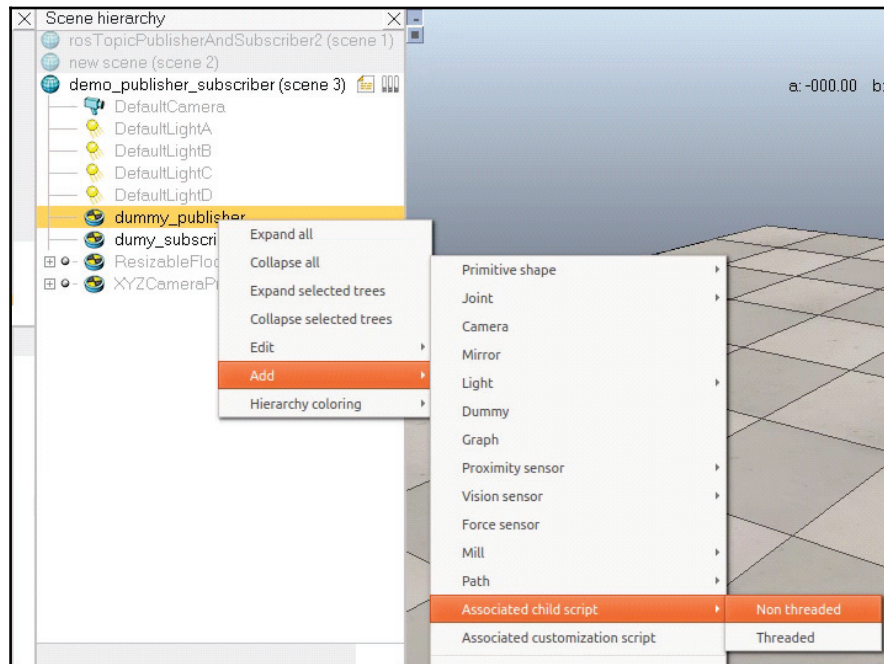 Scene hierarchy
rosTopicPublisherAndSubscriber2 (scene 1)
new scene (scene 2)
demo_publisher_subscriber (scene 3)
a: -000.00 b:
DefaultCamera
DefaultLightA
DefaultLightB
DefaultLightC
DefaultLightD
dummy_publisher
dumy_subscri
ResizableFloo
XYZCameraPr
Expand all
Collapse all
Expand selected trees
Collapse selected trees
Edit
Add
Hierarchy coloring
Primitive shape
Joint
Camera
Mirror
Light
Dummy
Graph
Proximity sensor
Vision sensor
Force sensor
Mill
Path
Associated child script
Associated customization script
Non threaded
Threaded